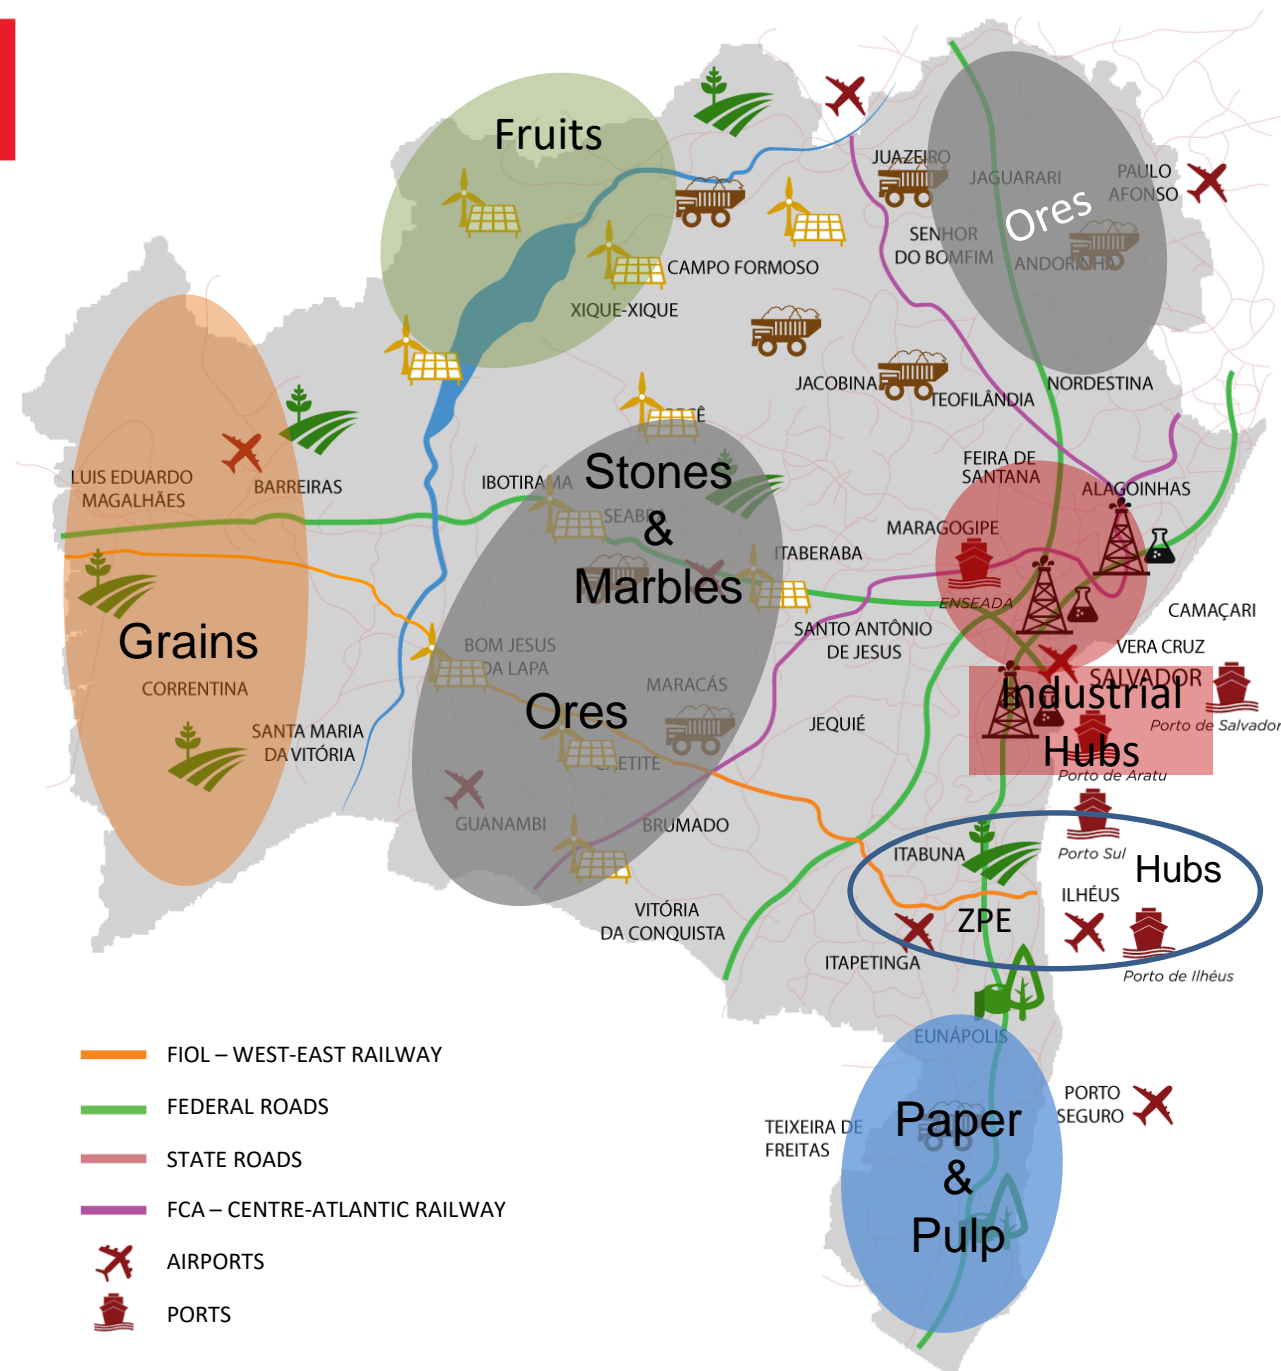 Fruits
JUAZEIRO
JAGUARARI
PAULO
AFONSO
Ores
SENHOR
DO BOMFIM
ANDORINHA
CAMPO FORMOSO
XIQUE-XIQUE
JACOBINA
TEOFILÂNDIA
NORDESTINA
LUIS EDUARDO
MAGALHÃES
BARREIRAS
IBOTIRAMA
Stones
&
Marbles
SEABRA
FEIRA DE
SANTANA
ALAGOINHAS
MARAGOGIPE
ITABERABA
ENSEADA
CAMAÇARI
SANTO ANTÔNIO
DE JESUS
VERA CRUZ
SALVADOR
Grains
CORRENTINA
BOM JESUS
DA LAPA
MARACÁS
Ores
JEQUIÉ
Industrial
Hubs
Porto de Salvador
Porto de Aratu
SANTA MARIA
DA VITÓRIA
CAETITE
GUANAMBI
BRUMADO
ITABUNA
Porto Sul
Hubs
ILHÉUS
ZPE
VITÓRIA
DA CONQUISTA
ITAPETINGA
Porto de Ilhéus
EUNÁPOLIS
PORTO
SEGURO
TEIXEIRA DE
FREITAS
Paper
&
Pulp
FIOL – WEST-EAST RAILWAY
FEDERAL ROADS
STATE ROADS
FCA – CENTRE-ATLANTIC RAILWAY
AIRPORTS
PORTS